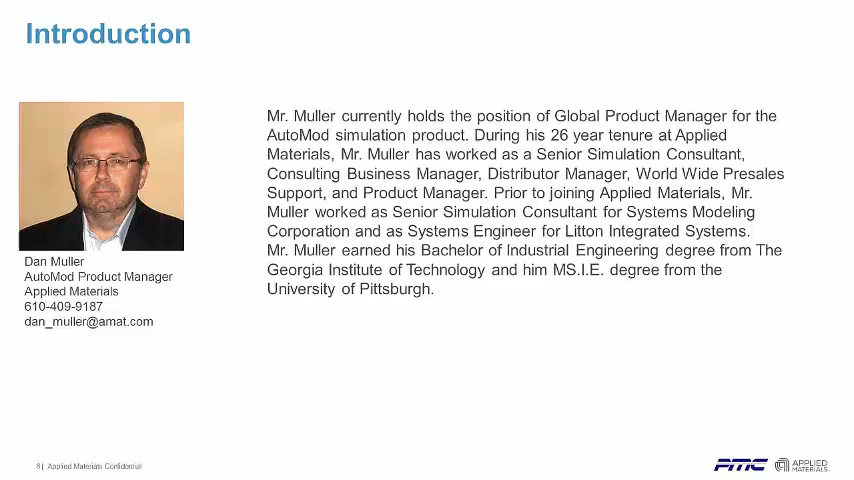 Introduction
Mr. Muller currently holds the position of Global Product Manager for the
AutoMod simulation product. During his 26 year tenure at Applied
Materials, Mr. Muller has worked as a Senior Simulation Consultant,
Consulting Business Manager, Distributor Manager, World Wide Presales
Support, and Product Manager. Prior to joining Applied Materials, Mr.
Muller worked as Senior Simulation Consultant for Systems Modeling
Corporation and as Systems Engineer for Litton Integrated Systems.
Mr. Muller earned his Bachelor of Industrial Engineering degree from The
Georgia Institute of Technology and him MS.I.E. degree from the
University of Pittsburgh.
Dan Muller
AutoMod Product Manager
Applied Materials
610-409-9187
dan_muller@amat.com
6 | Applied Materials Confidential
PMC
APPLIED
MATERIALS.